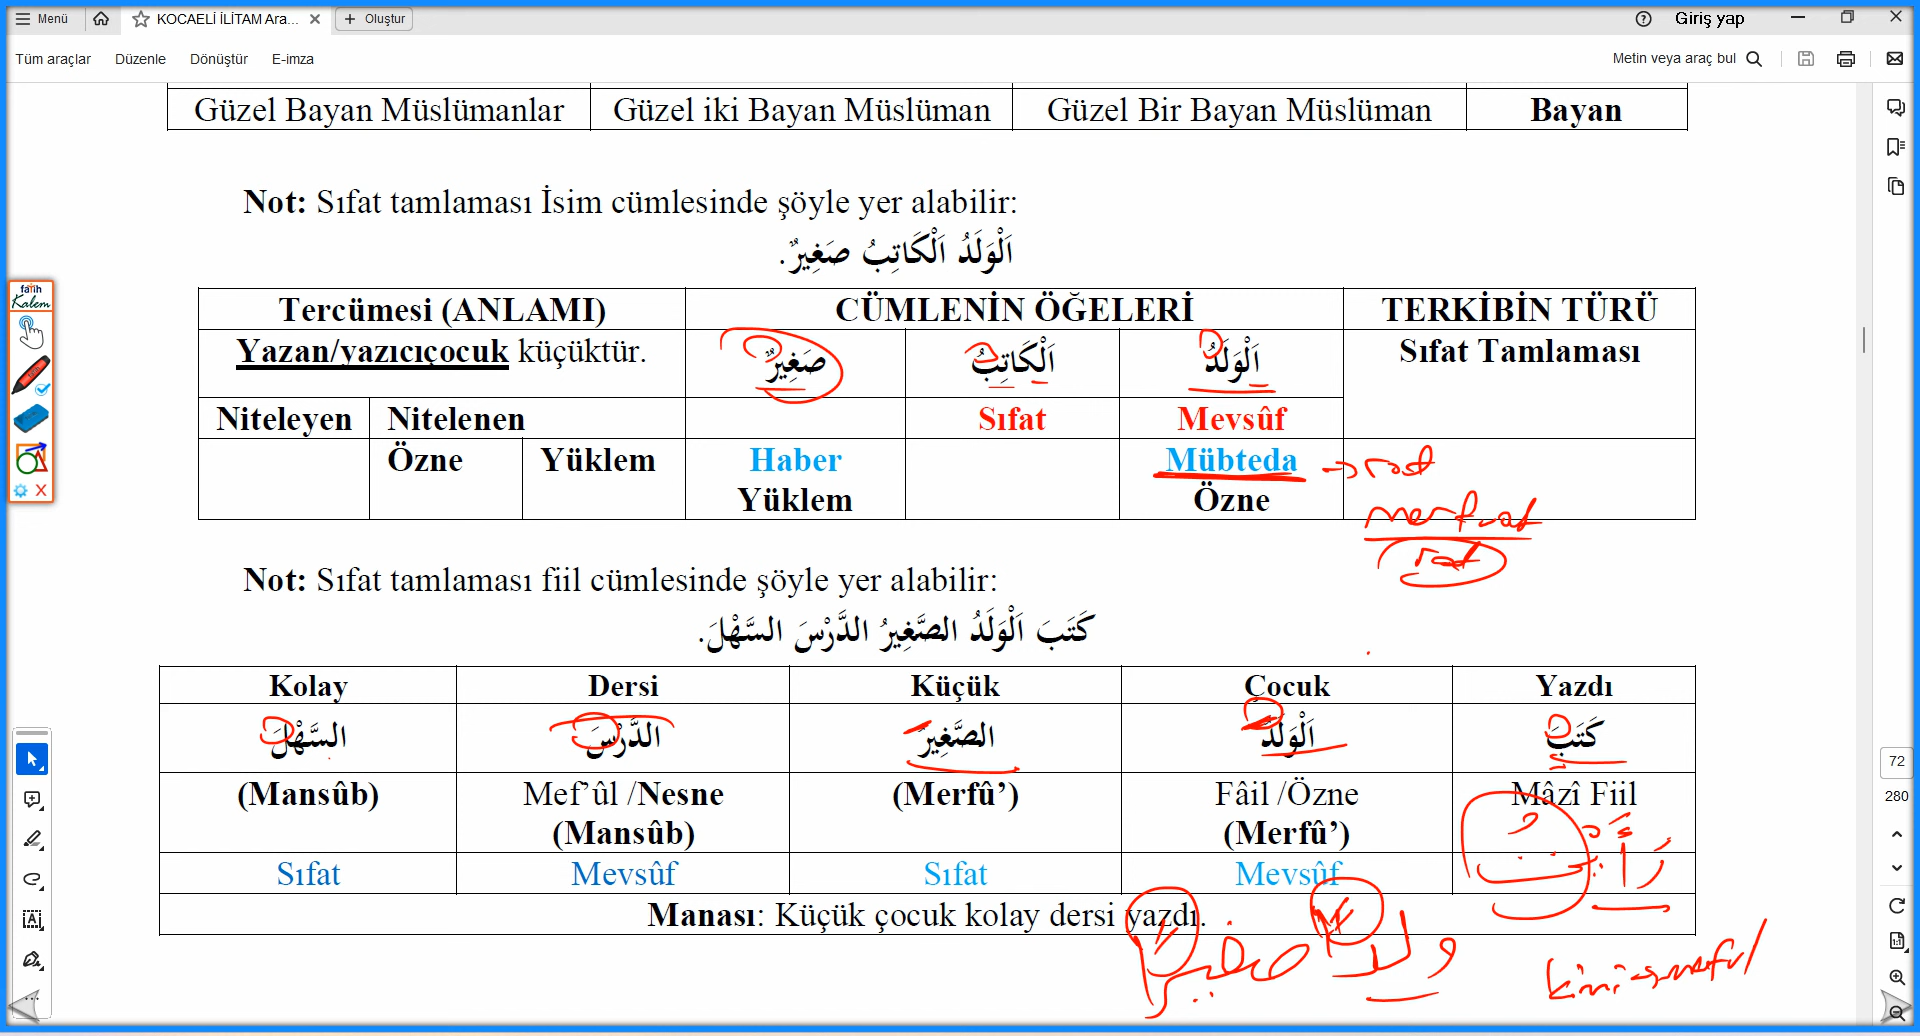 Menü
KOCAELİ İLİTAM Ara...
Oluştur
Giriş yap
Tüm araçlar
Düzenle
Dönüştür
E-imza
Metin veya araç bul
Güzel Bayan Müslümanlar
Güzel iki Bayan Müslüman
Güzel Bir Bayan Müslüman
Bayan
Not: Sıfat tamlaması İsim cümlesinde şöyle yer alabilir:
اَلْوَلَدُ اَلْكَاتِبُ صَغِيرٌ.
Tercümesi (ANLAMI)
CÜMLENİN ÖĞELERİ
TERKİBİN TÜRÜ
Yazan/yazıcıçocuk küçüktür.
صَغِيرٌ
اَلْكَاتِبُ
اَلْوَلَدُ
Sıfat Tamlaması
Niteleyen
Nitelenen
Sıfat
Mevsûf
Özne
Yüklem
Haber
Yüklem
Mübteda
Özne
Not: Sıfat tamlaması fiil cümlesinde şöyle yer alabilir:
كَتَبَ اَلْوَلَدُ الصَّغِيرُ الدَّرْسَ السَّهْلَ.
Kolay
Dersi
Küçük
Çocuk
Yazdı
السَّهْلَ
الدَّرْسَ
الصَّغِيرُ
اَلْوَلَدُ
كَتَبَ
(Mansûb)
Mef’ûl /Nesne
(Mansûb)
(Merfû’)
Fâil /Özne
(Merfû’)
Mâzî Fiil
Sıfat
Mevsûf
Sıfat
Mevsûf
Manası: Küçük çocuk kolay dersi yazdı.
fatih
Kalem
72
280